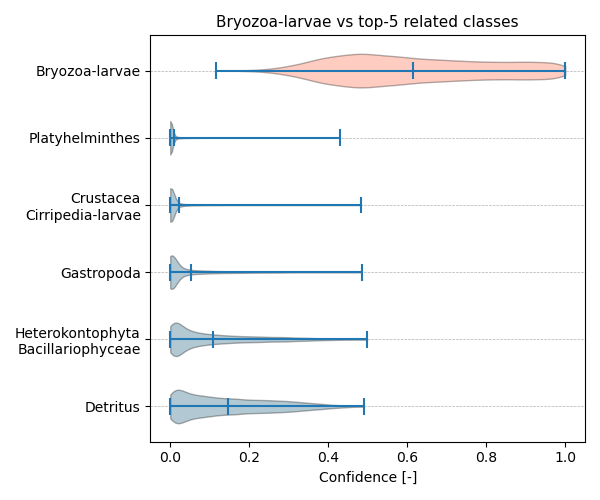 Bryozoa-larvae vs top-5 related classes
Bryozoa-larvae
Platyhelminthes
Crustacea
Cirripedia-larvae
Gastropoda
Heterokontophyta
Bacillariophyceae
Detritus
0.0 0.2 0.4 0.6 0.8 1.0
Confidence [-]